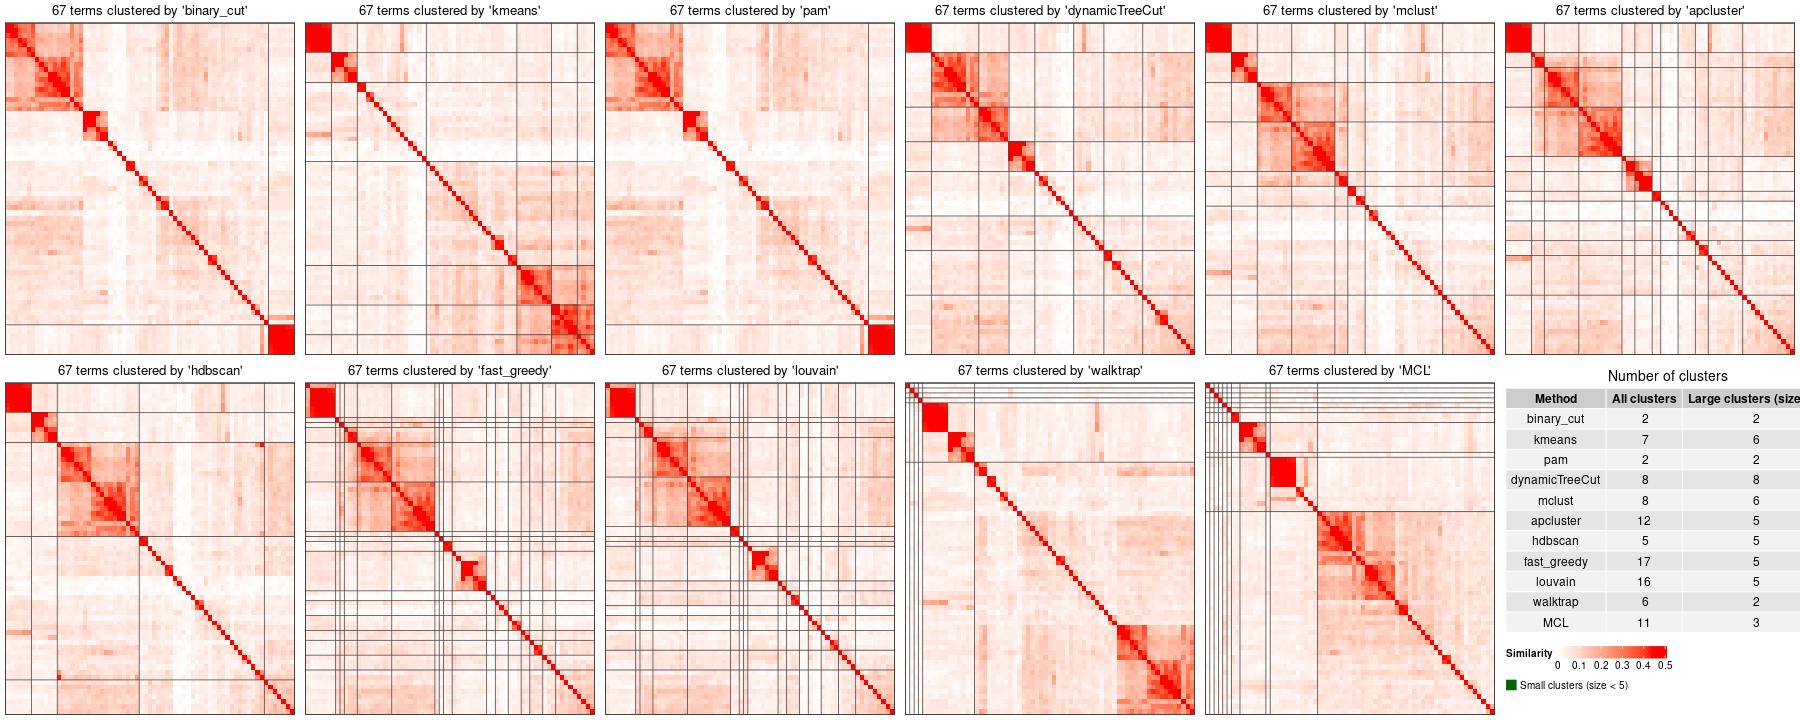 67 terms clustered by 'binary_cut'
67 terms clustered by 'kmeans'
67 terms clustered by 'pam'
67 terms clustered by 'dynamicTreeCut'
67 terms clustered by 'mclust'
67 terms clustered by 'apcluster'
67 terms clustered by 'hdbscan'
67 terms clustered by 'fast_greedy'
67 terms clustered by 'louvain'
67 terms clustered by 'walktrap'
67 terms clustered by 'MCL'
Number of clusters
Method All clusters Large clusters (size
binary_cut 2 2
kmeans 7 6
pam 2 2
dynamicTreeCut 8 8
mclust 8 6
apcluster 12 5
hdbscan 5 5
fast_greedy 17 5
louvain 16 5
walktrap 6 2
MCL 11 3
Similarity
0 0.1 0.2 0.3 0.4 0.5
Small clusters (size < 5)